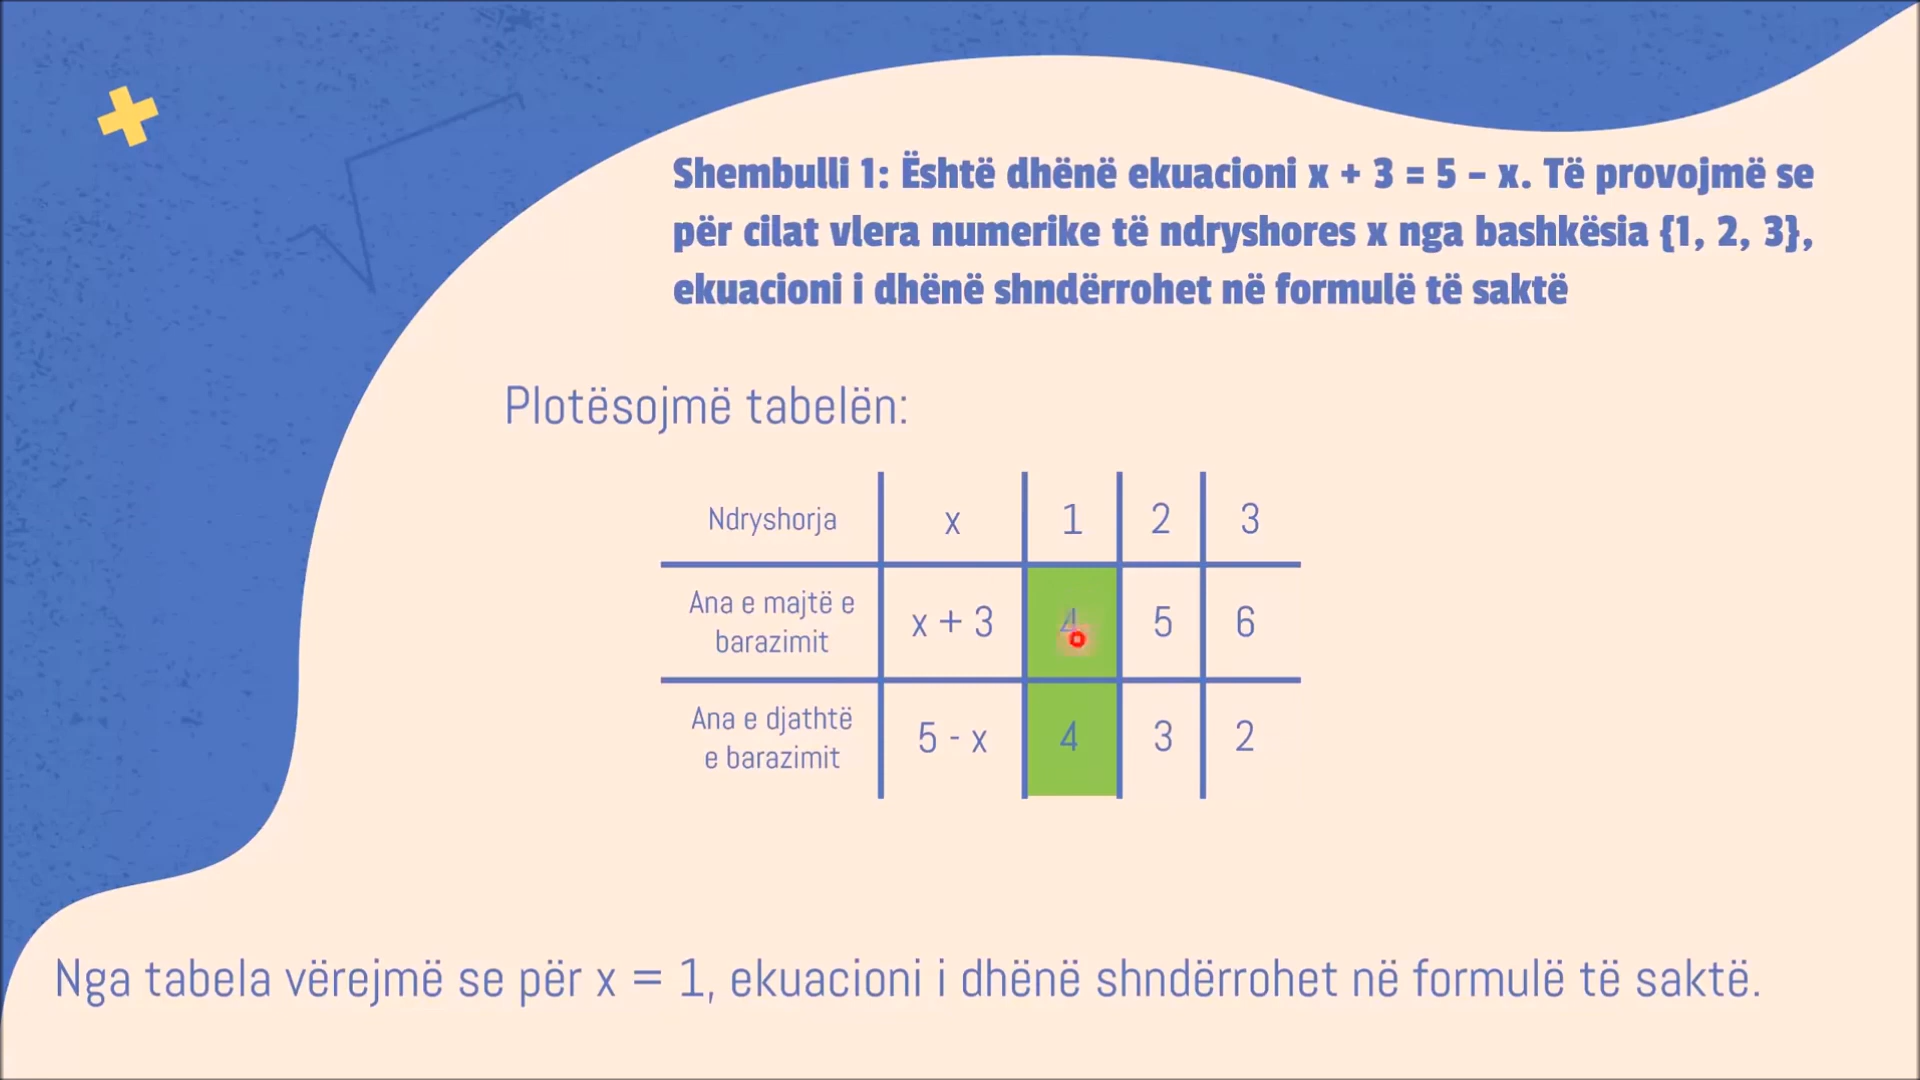 Shembulli 1: Është dhënë ekuacioni x + 3 = 5 – x. Të provojmë se
për cilat vlera numerike të ndryshores x nga bashkësia {1, 2, 3},
ekuacioni i dhënë shndërrohet në formulë të saktë
Plotësojmë tabelën:
Ndryshorja x 1 2 3
Ana e majtë e
barazimit
x + 3 4 5 6
Ana e djathtë
e barazimit
5 - x 4 3 2
Nga tabela vërejmë se për x = 1, ekuacioni i dhënë shndërrohet në formulë të saktë.